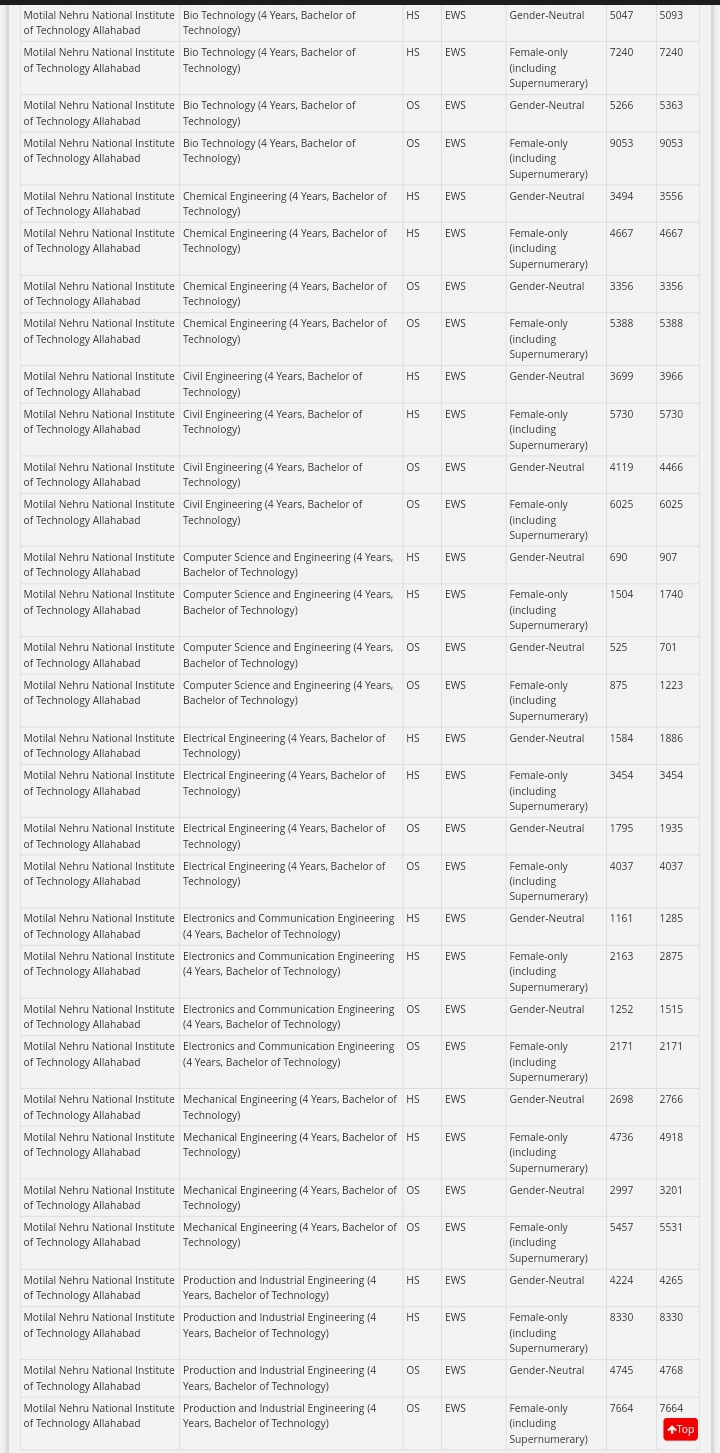 Motilal Nehru National Institute Bio Technology (4 Years, Bachelor of HS EWS Gender-Neutral 5047 5093
of Technology Allahabad Technology)
Motilal Nehru National Institute Bio Technology (4 Years, Bachelor of HS EWS Female-only 7240 7240
of Technology Allahabad Technology) (including
Supernumerary)
Motilal Nehru National Institute Bio Technology (4 Years, Bachelor of OS EWS Gender-Neutral 5266 5363
of Technology Allahabad Technology)
Motilal Nehru National Institute Bio Technology (4 Years, Bachelor of OS EWS Female-only 9053 9053
of Technology Allahabad Technology) (including
Supernumerary)
Motilal Nehru National Institute Chemical Engineering (4 Years, Bachelor of HS EWS Gender-Neutral 3494 3556
of Technology Allahabad Technology)
Motilal Nehru National Institute Chemical Engineering (4 Years, Bachelor of HS EWS Female-only 4667 4667
of Technology Allahabad Technology) (including
Supernumerary)
Motilal Nehru National Institute Chemical Engineering (4 Years, Bachelor of OS EWS Gender-Neutral 3356 3356
of Technology Allahabad Technology)
Motilal Nehru National Institute Chemical Engineering (4 Years, Bachelor of OS EWS Female-only 5388 5388
of Technology Allahabad Technology) (including
Supernumerary)
Motilal Nehru National Institute Civil Engineering (4 Years, Bachelor of HS EWS Gender-Neutral 3699 3966
of Technology Allahabad Technology)
Motilal Nehru National Institute Civil Engineering (4 Years, Bachelor of HS EWS Female-only 5730 5730
of Technology Allahabad Technology) (including
Supernumerary)
Motilal Nehru National Institute Civil Engineering (4 Years, Bachelor of OS EWS Gender-Neutral 4119 4466
of Technology Allahabad Technology)
Motilal Nehru National Institute Civil Engineering (4 Years, Bachelor of OS EWS Female-only 6025 6025
of Technology Allahabad Technology) (including
Supernumerary)
Motilal Nehru National Institute Computer Science and Engineering (4 Years, HS EWS Gender-Neutral 690 907
of Technology Allahabad Bachelor of Technology)
Motilal Nehru National Institute Computer Science and Engineering (4 Years, HS EWS Female-only 1504 1740
of Technology Allahabad Bachelor of Technology) (including
Supernumerary)
Motilal Nehru National Institute Computer Science and Engineering (4 Years, OS EWS Gender-Neutral 525 701
of Technology Allahabad Bachelor of Technology)
Motilal Nehru National Institute Computer Science and Engineering (4 Years, OS EWS Female-only 875 1223
of Technology Allahabad Bachelor of Technology) (including
Supernumerary)
Motilal Nehru National Institute Electrical Engineering (4 Years, Bachelor of HS EWS Gender-Neutral 1584 1886
of Technology Allahabad Technology)
Motilal Nehru National Institute Electrical Engineering (4 Years, Bachelor of HS EWS Female-only 3454 3454
of Technology Allahabad Technology) (including
Supernumerary)
Motilal Nehru National Institute Electrical Engineering (4 Years, Bachelor of OS EWS Gender-Neutral 1795 1935
of Technology Allahabad Technology)
Motilal Nehru National Institute Electrical Engineering (4 Years, Bachelor of OS EWS Female-only 4037 4037
of Technology Allahabad Technology) (including
Supernumerary)
Motilal Nehru National Institute Electronics and Communication Engineering HS EWS Gender-Neutral 1161 1285
of Technology Allahabad (4 Years, Bachelor of Technology)
Motilal Nehru National Institute Electronics and Communication Engineering HS EWS Female-only 2163 2875
of Technology Allahabad (4 Years, Bachelor of Technology) (including
Supernumerary)
Motilal Nehru National Institute Electronics and Communication Engineering OS EWS Gender-Neutral 1252 1515
of Technology Allahabad (4 Years, Bachelor of Technology)
Motilal Nehru National Institute Electronics and Communication Engineering OS EWS Female-only 2171 2171
of Technology Allahabad (4 Years, Bachelor of Technology) (including
Supernumerary)
Motilal Nehru National Institute Mechanical Engineering (4 Years, Bachelor of HS EWS Gender-Neutral 2698 2766
of Technology Allahabad Technology)
Motilal Nehru National Institute Mechanical Engineering (4 Years, Bachelor of HS EWS Female-only 4736 4918
of Technology Allahabad Technology) (including
Supernumerary)
Motilal Nehru National Institute Mechanical Engineering (4 Years, Bachelor of OS EWS Gender-Neutral 2997 3201
of Technology Allahabad Technology)
Motilal Nehru National Institute Mechanical Engineering (4 Years, Bachelor of OS EWS Female-only 5457 5531
of Technology Allahabad Technology) (including
Supernumerary)
Motilal Nehru National Institute Production and Industrial Engineering (4 HS EWS Gender-Neutral 4224 4265
of Technology Allahabad Years, Bachelor of Technology)
Motilal Nehru National Institute Production and Industrial Engineering (4 HS EWS Female-only 8330 8330
of Technology Allahabad Years, Bachelor of Technology) (including
Supernumerary)
Motilal Nehru National Institute Production and Industrial Engineering (4 OS EWS Gender-Neutral 4745 4768
of Technology Allahabad Years, Bachelor of Technology)
Motilal Nehru National Institute Production and Industrial Engineering (4 OS EWS Female-only 7664 7664
of Technology Allahabad Years, Bachelor of Technology) (including
Supernumerary)
Top